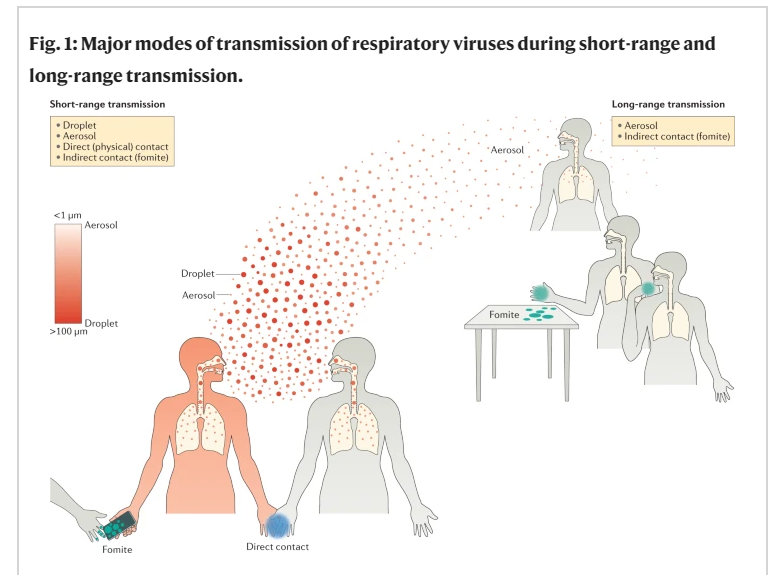 Fig. 1: Major modes of transmission of respiratory viruses during short-range and
long-range transmission.
Short-range transmission
• Droplet
• Aerosol
• Direct (physical) contact
• Indirect contact (fomite)
Long-range transmission
• Aerosol
• Indirect contact (fomite)
Aerosol
<1 μm
Aerosol
Droplet
>100 μm
Droplet
Aerosol
Fomite
Fomite
Direct contact